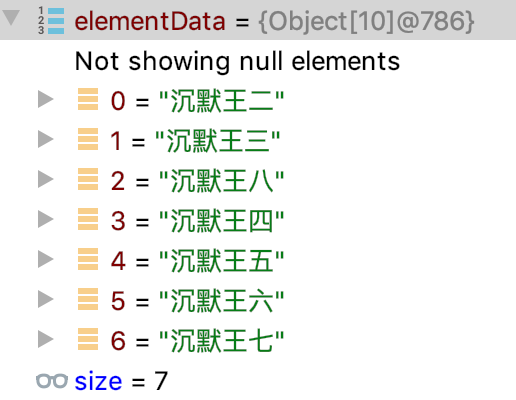 elementData = {Object[10]@786}
Not showing null elements
0 = "沉默王二"
1 = "沉默王三"
2 = "沉默王八"
3 = "沉默王四"
4 = "沉默王五"
5 = "沉默王六"
6 = "沉默王七"
size = 7